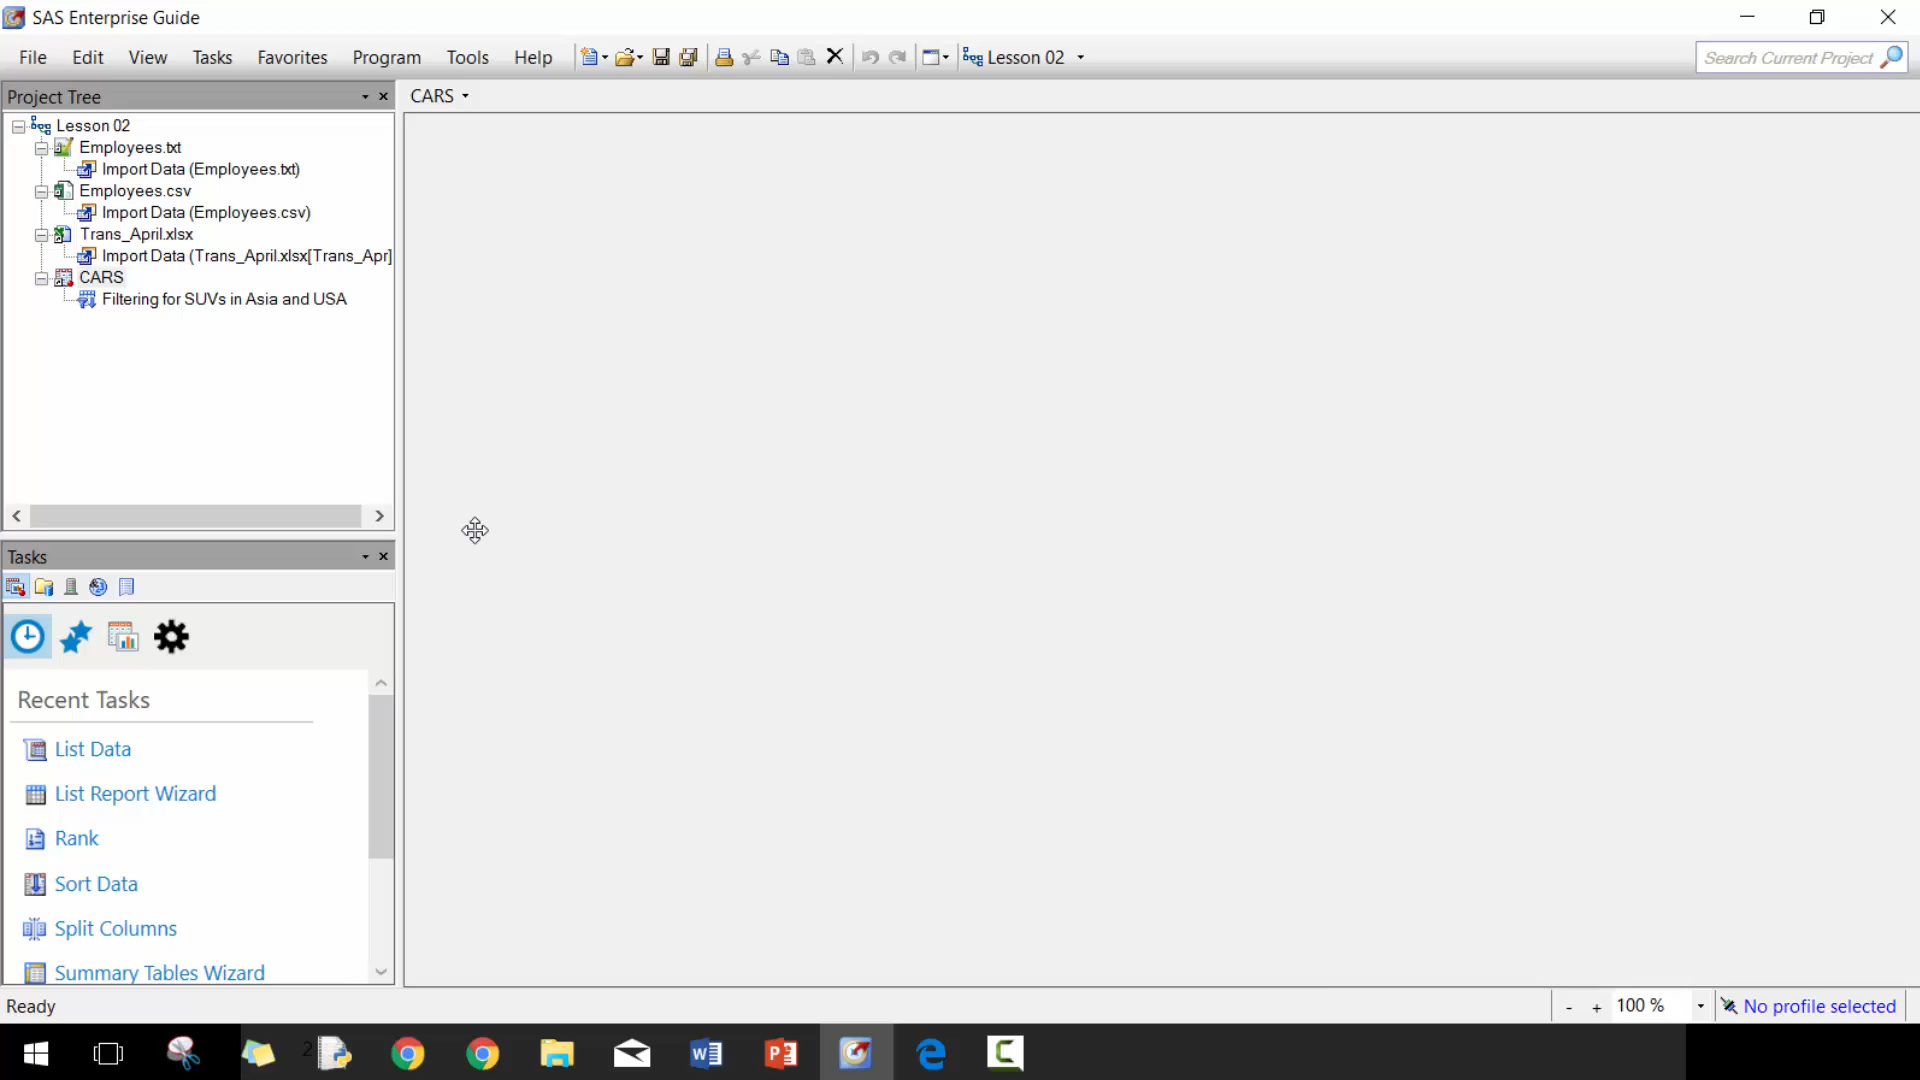 SAS Enterprise Guide
File Edit View Tasks Favorites Program Tools Help Lesson 02 Search Current Project
Project Tree
CARS
Lesson 02
Employees.txt
Import Data (Employees.txt)
Employees.csv
Import Data (Employees.csv)
Trans_April.xlsx
Import Data (Trans_April.xlsx[Trans_Apr]
CARS
Filtering for SUVs in Asia and USA
Tasks
Recent Tasks
List Data
List Report Wizard
Rank
Sort Data
Split Columns
Summary Tables Wizard
Ready
- + 100 % No profile selected
2